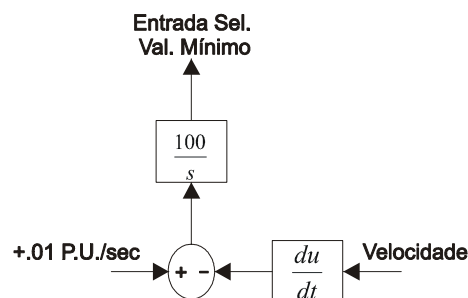 Entrada Sel.
Val. Mínimo
100
s
+.01 P.U./sec
+ -
du
dt
Velocidade